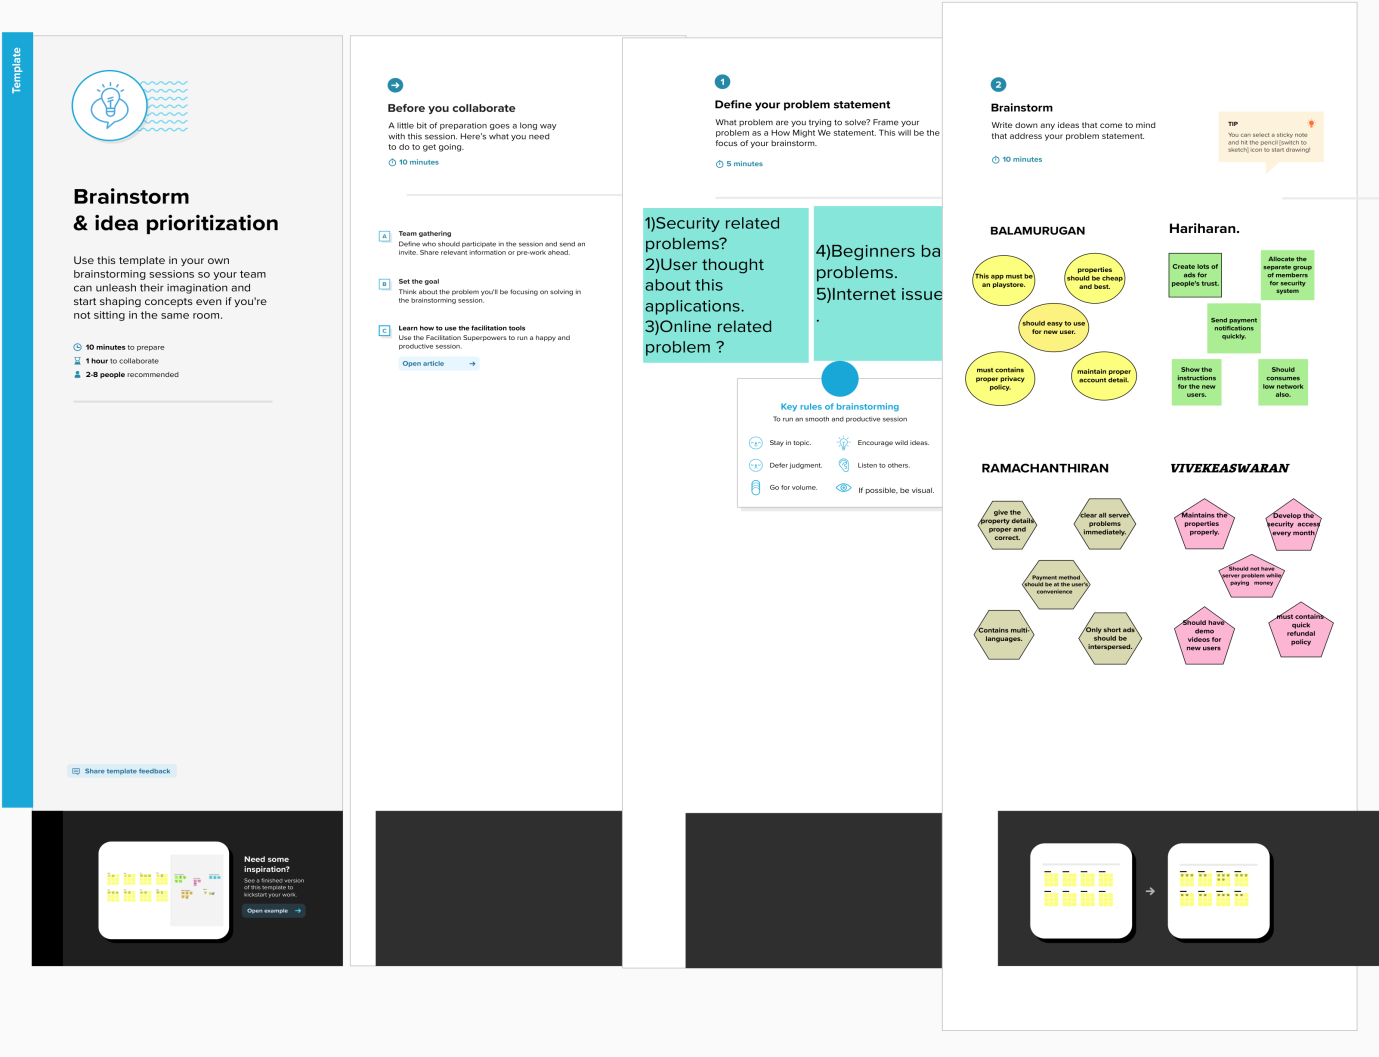 Template
Brainstorm
& idea prioritization
Use this template in your own
brainstorming sessions so your team
can unleash their imagination and
start shaping concepts even if you're
not sitting in the same room.
10 minutes to prepare
1 hour to collaborate
2-8 people recommended
Share template feedback
Need some
inspiration?
See a finished version
of this template to
kickstart your work.
Open example
Before you collaborate
A little bit of preparation goes a long way
with this session. Here's what you need
to do to get going.
10 minutes
A
Team gathering
Define who should participate in the session and send an
invite. Share relevant information or pre-work ahead.
B
Set the goal
Think about the problem you'll be focusing on solving in
the brainstorming session.
C
Learn how to use the facilitation tools
Use the Facilitation Superpowers to run a happy and
productive session.
Open article
1
Define your problem statement
What problem are you trying to solve? Frame your
problem as a How Might We statement. This will be the
focus of your brainstorm.
5 minutes
1)Security related
problems?
2)User thought
about this
applications.
3)Online related
problem ?
4)Beginners ba
problems.
5)Internet issue
.
Key rules of brainstorming
To run an smooth and productive session
Stay in topic.
Encourage wild ideas.
Defer judgment.
Listen to others.
Go for volume.
If possible, be visual.
2
Brainstorm
Write down any ideas that come to mind
that address your problem statement.
10 minutes
TIP
You can select a sticky note
and hit the pencil [switch to
sketch] icon to start drawing!
BALAMURUGAN
This app must be
an playstore.
properties
should be cheap
and best.
should easy to use
for new user.
must contains
proper privacy
policy.
maintain proper
account detail.
Hariharan.
Create lots of
ads for
people's trust.
Allocate the
separate group
of memberrs
for security
system
Send payment
notifications
quickly.
Show the
instructions
for the new
users.
Should
consumes
low network
also.
RAMACHANTHIRAN
give the
property details
proper and
correct.
clear all server
problems
immediately.
Payment method
should be at the user's
convenience
Contains multi-
languages.
Only short ads
should be
interspersed.
VIVEKEASWARAN
Maintains the
properties
properly.
Develop the
security access
every month
Should not have
server problem while
paying money
Should have
demo
videos for
new users
must contains
quick
refundal
policy